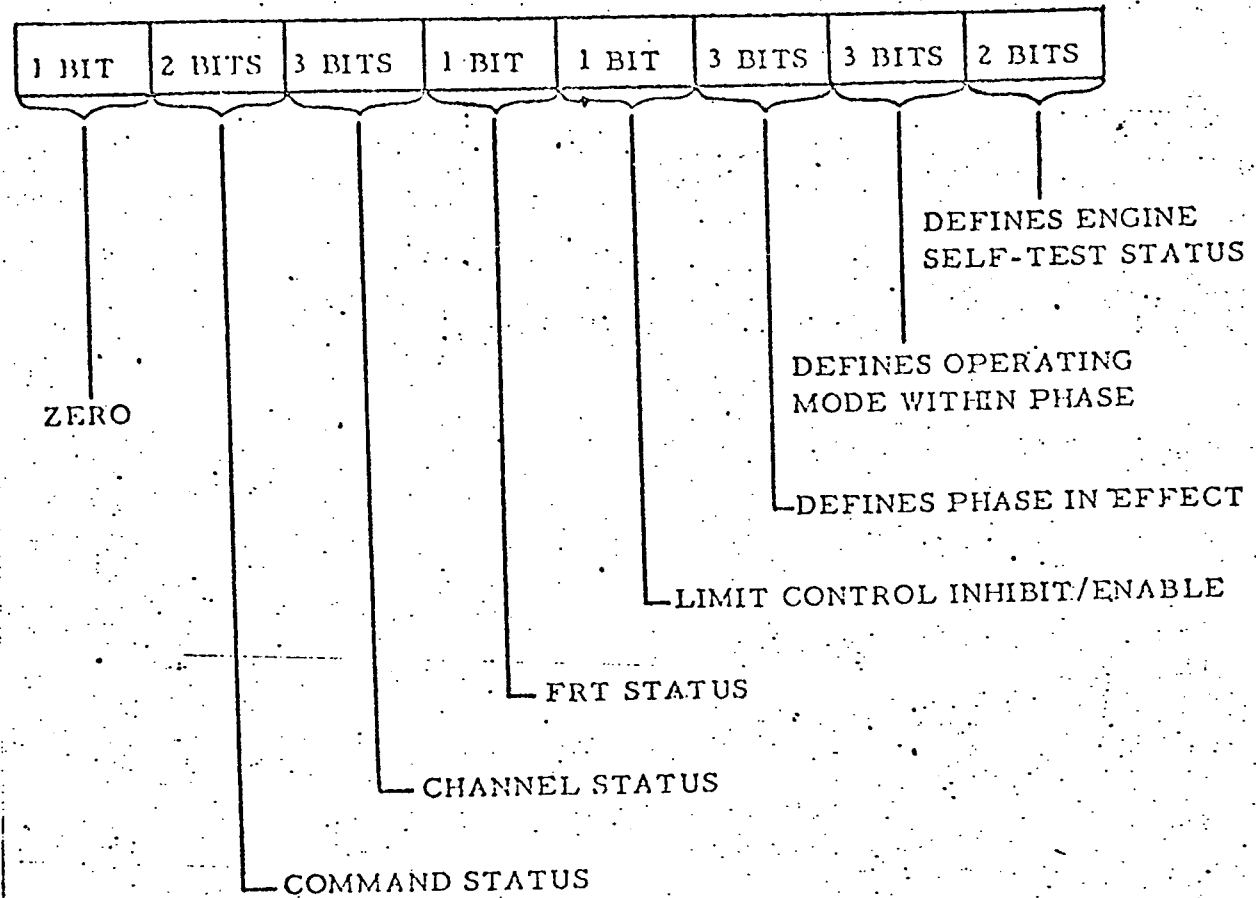 1 BIT 2 BITS 3 BITS 1 BIT 1 BIT 3 BITS 3 BITS 2 BITS
DEFINES ENGINE
SELF-TEST STATUS
DEFINES OPERATING
MODE WITHIN PHASE
ZERO
DEFINES PHASE IN EFFECT
LIMIT CONTROL INHIBIT/ENABLE
FRT STATUS
CHANNEL STATUS
COMMAND STATUS